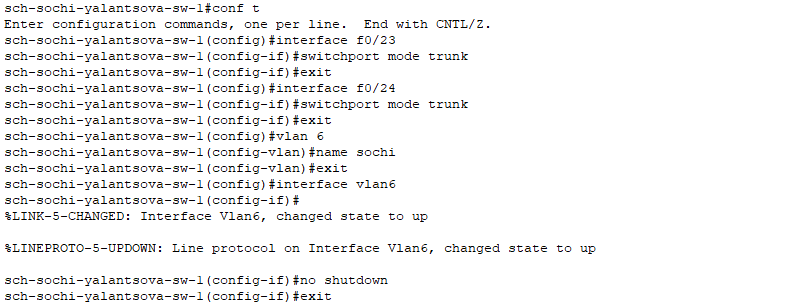 sch-sochi-yalantsova-sw-1#conf t
Enter configuration commands, one per line.  End with CNTL/Z.
sch-sochi-yalantsova-sw-1(config)#interface f0/23
sch-sochi-yalantsova-sw-1(config-if)#switchport mode trunk
sch-sochi-yalantsova-sw-1(config-if)#exit
sch-sochi-yalantsova-sw-1(config)#interface f0/24
sch-sochi-yalantsova-sw-1(config-if)#switchport mode trunk
sch-sochi-yalantsova-sw-1(config-if)#exit
sch-sochi-yalantsova-sw-1(config)#vlan 6
sch-sochi-yalantsova-sw-1(config-vlan)#name sochi
sch-sochi-yalantsova-sw-1(config-vlan)#exit
sch-sochi-yalantsova-sw-1(config)#interface vlan6
sch-sochi-yalantsova-sw-1(config-if)#
%LINK-5-CHANGED: Interface Vlan6, changed state to up
%LINEPROTO-5-UPDOWN: Line protocol on Interface Vlan6, changed state to up
sch-sochi-yalantsova-sw-1(config-if)#no shutdown
sch-sochi-yalantsova-sw-1(config-if)#exit